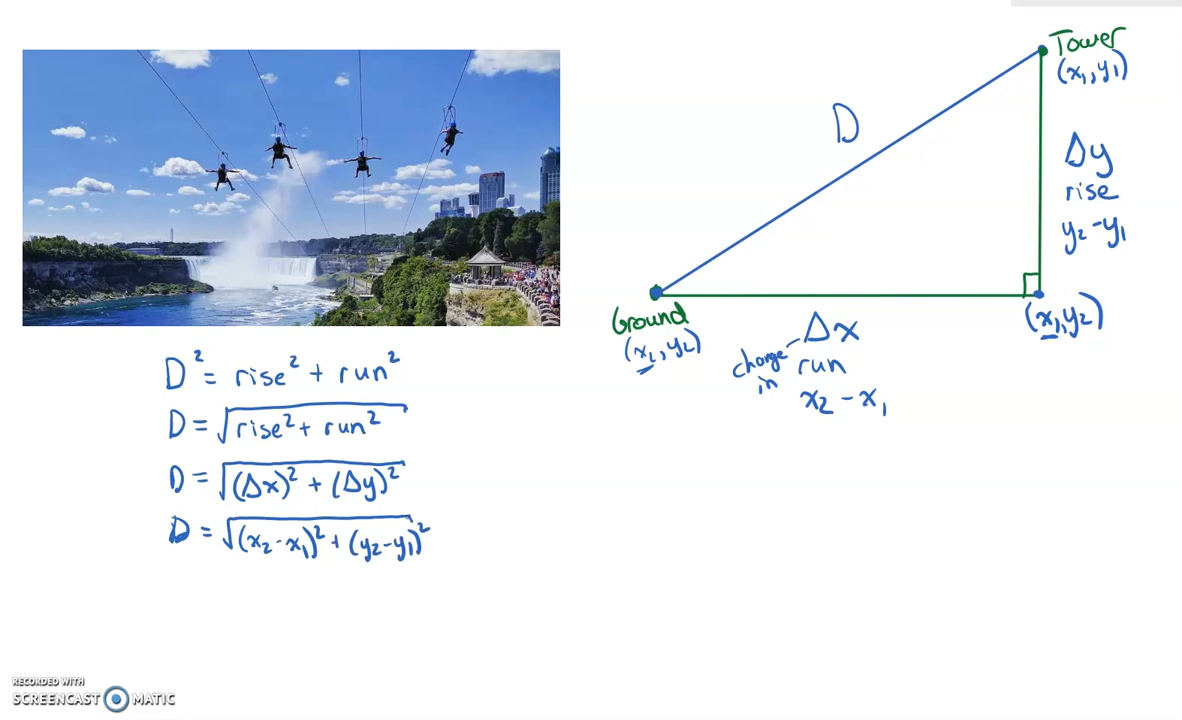 Tower
(x₁, y₁)
D
Δy
rise
y₂ - y₁
Ground
(x₂, y₂)
(x₁, y₂)
Δx
change in
run
x₂ - x₁
D² = rise² + run²
D = √rise² + run²
D = √(Δx)² + (Δy)²
D = √(x₂ - x₁)² + (y₂ - y₁)²
RECORDED WITH
SCREENCAST MATIC